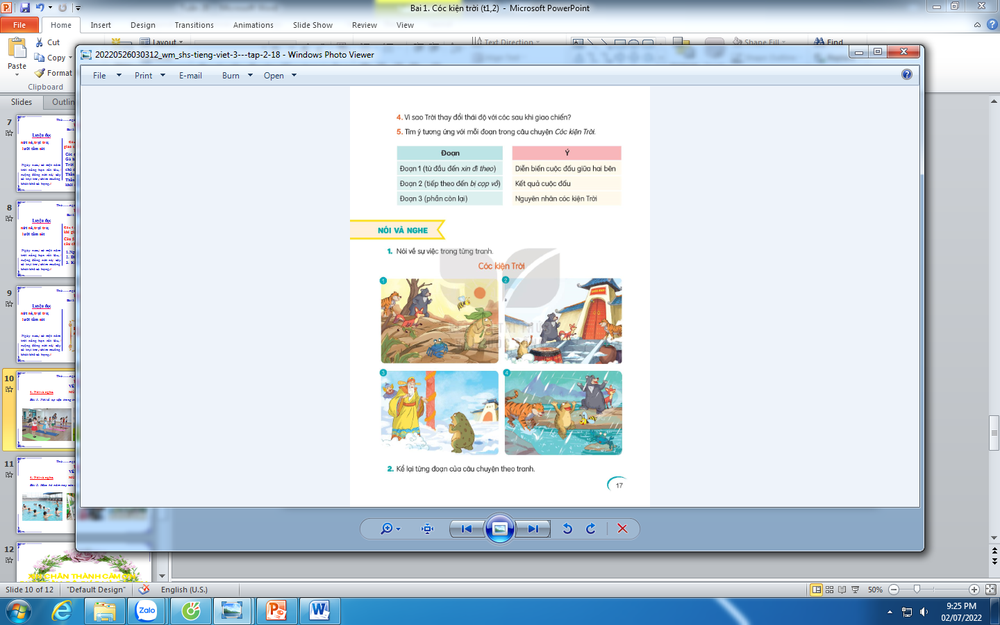 Bai 1. Cóc kiện trời (t1,2) - Microsoft PowerPoint
File Home Insert Design Transitions Animations Slide Show Review View
Paste
Cut
Copy
Format
Clipboard
Layout
Text Direction
Shape Fill
Find
Slides
20220526030312_wm_shs-tieng-viet-3---tap-2-18 - Windows Photo Viewer
File Print E-mail Burn Open
4. Vì sao Trời thay đổi thái độ với cóc sau khi giao chiến?
5. Tìm ý tương ứng với mỗi đoạn trong câu chuyện Cóc kiện Trời.
Đoạn Ý
Đoạn 1 (từ đầu đến xin đi theo) Diễn biến cuộc đấu giữa hai bên
Đoạn 2 (tiếp theo đến bị cọp vồ) Kết quả cuộc đấu
Đoạn 3 (phần còn lại) Nguyên nhân cóc kiện Trời
NÓI VÀ NGHE
1. Nói về sự việc trong từng tranh.
Cóc kiện Trời
1
2
3
4
2. Kể lại từng đoạn của câu chuyện theo tranh.
17
7
Luyện đọc
8
Luyện đọc
9
Luyện đọc
10
11
12
Slide 10 of 12 "Default Design" English (U.S.) 50%
Zalo
9:25 PM
02/07/2022